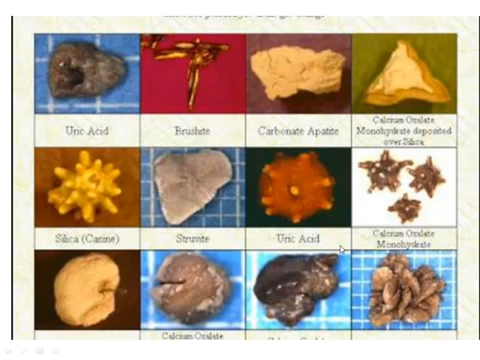 Uric Acid
Brushite
Carbonate Apatite
Calcium Oxalate
Monohydrate deposited
over Silica
Silica (Canine)
Struvite
Uric Acid
Calcium Oxalate
Monohydrate
Calcium Oxalate